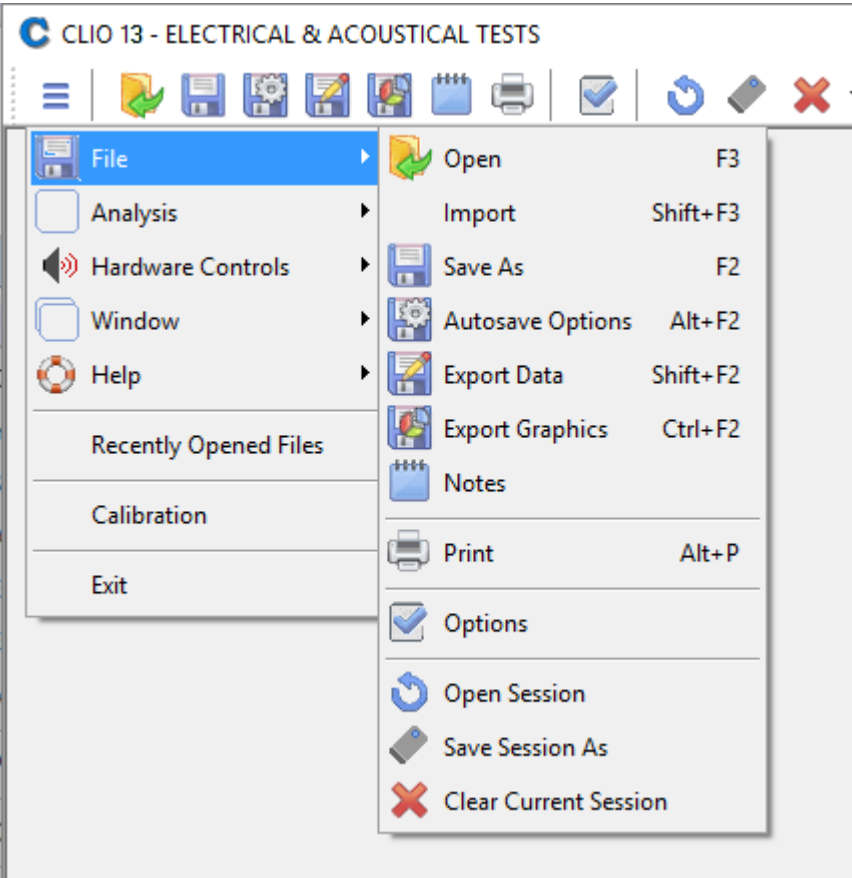 CLIO 13 - ELECTRICAL & ACOUSTICAL TESTS
File
Analysis
Hardware Controls
Window
Help
Recently Opened Files
Calibration
Exit
Open F3
Import Shift+F3
Save As F2
Autosave Options Alt+F2
Export Data Shift+F2
Export Graphics Ctrl+F2
Notes
Print Alt+P
Options
Open Session
Save Session As
Clear Current Session